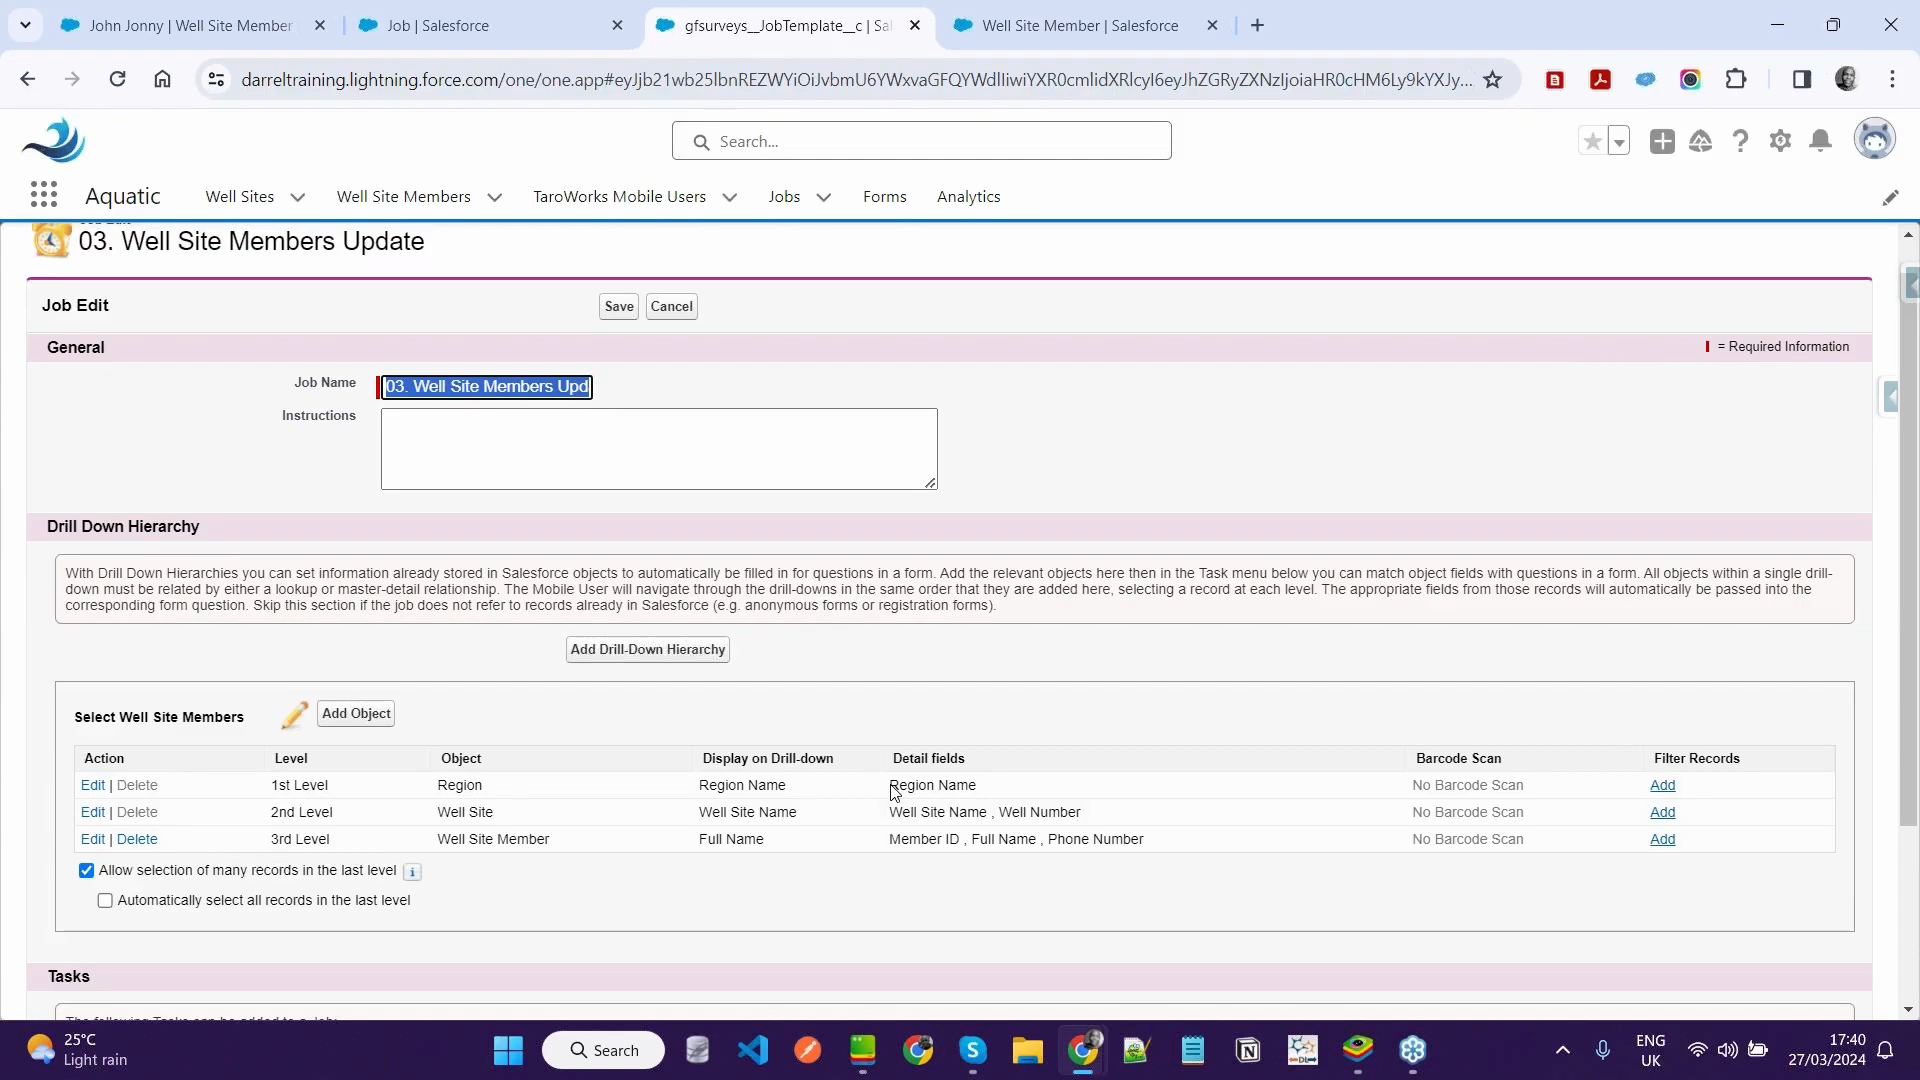 John Jonny | Well Site Member
Job | Salesforce
gfsurveys__JobTemplate__c | Sal
Well Site Member | Salesforce
Search...
Aquatic
Well Sites
Well Site Members
TaroWorks Mobile Users
Jobs
Forms
Analytics
03. Well Site Members Update
Job Edit
Save
Cancel
General
= Required Information
Job Name
03. Well Site Members Upd
Instructions
Drill Down Hierarchy
With Drill Down Hierarchies you can set information already stored in Salesforce objects to automatically be filled in for questions in a form. Add the relevant objects here then in the Task menu below you can match object fields with questions in a form. All objects within a single drill-
down must be related by either a lookup or master-detail relationship. The Mobile User will navigate through the drill-downs in the same order that they are added here, selecting a record at each level. The appropriate fields from those records will automatically be passed into the
corresponding form question. Skip this section if the job does not refer to records already in Salesforce (e.g. anonymous forms or registration forms).
Add Drill-Down Hierarchy
Select Well Site Members
Add Object
Action Level Object Display on Drill-down Detail fields Barcode Scan Filter Records
Edit | Delete 1st Level Region Region Name Region Name No Barcode Scan Add
Edit | Delete 2nd Level Well Site Well Site Name Well Site Name , Well Number No Barcode Scan Add
Edit | Delete 3rd Level Well Site Member Full Name Member ID , Full Name , Phone Number No Barcode Scan Add
Allow selection of many records in the last level
Automatically select all records in the last level
Tasks
25°C
Light rain
Search
ENG
UK
17:40
27/03/2024